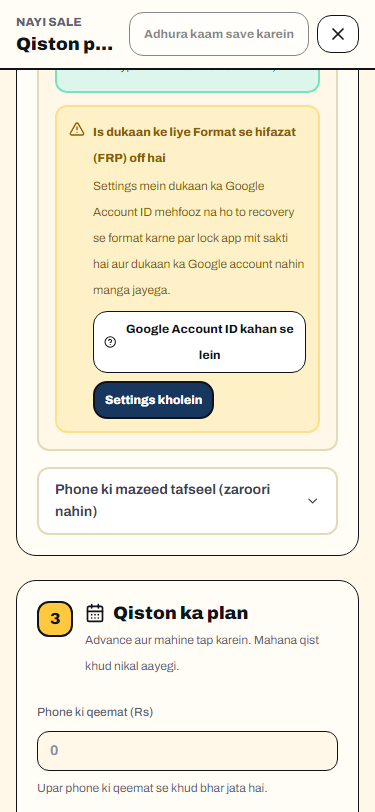 NAYI SALE
Qiston p...
Adhura kaam save karein
Is dukaan ke liye Format se hifazat
(FRP) off hai
Settings mein dukaan ka Google
Account ID mehfooz na ho to recovery
se format karne par lock app mit sakti
hai aur dukaan ka Google account nahin
manga jayega.
Google Account ID kahan se
lein
Settings kholein
Phone ki mazeed tafseel (zaroori
nahin)
3
Qiston ka plan
Advance aur mahine tap karein. Mahana qist
khud nikal aayegi.
Phone ki qeemat (Rs)
0
Upar phone ki qeemat se khud bhar jata hai.